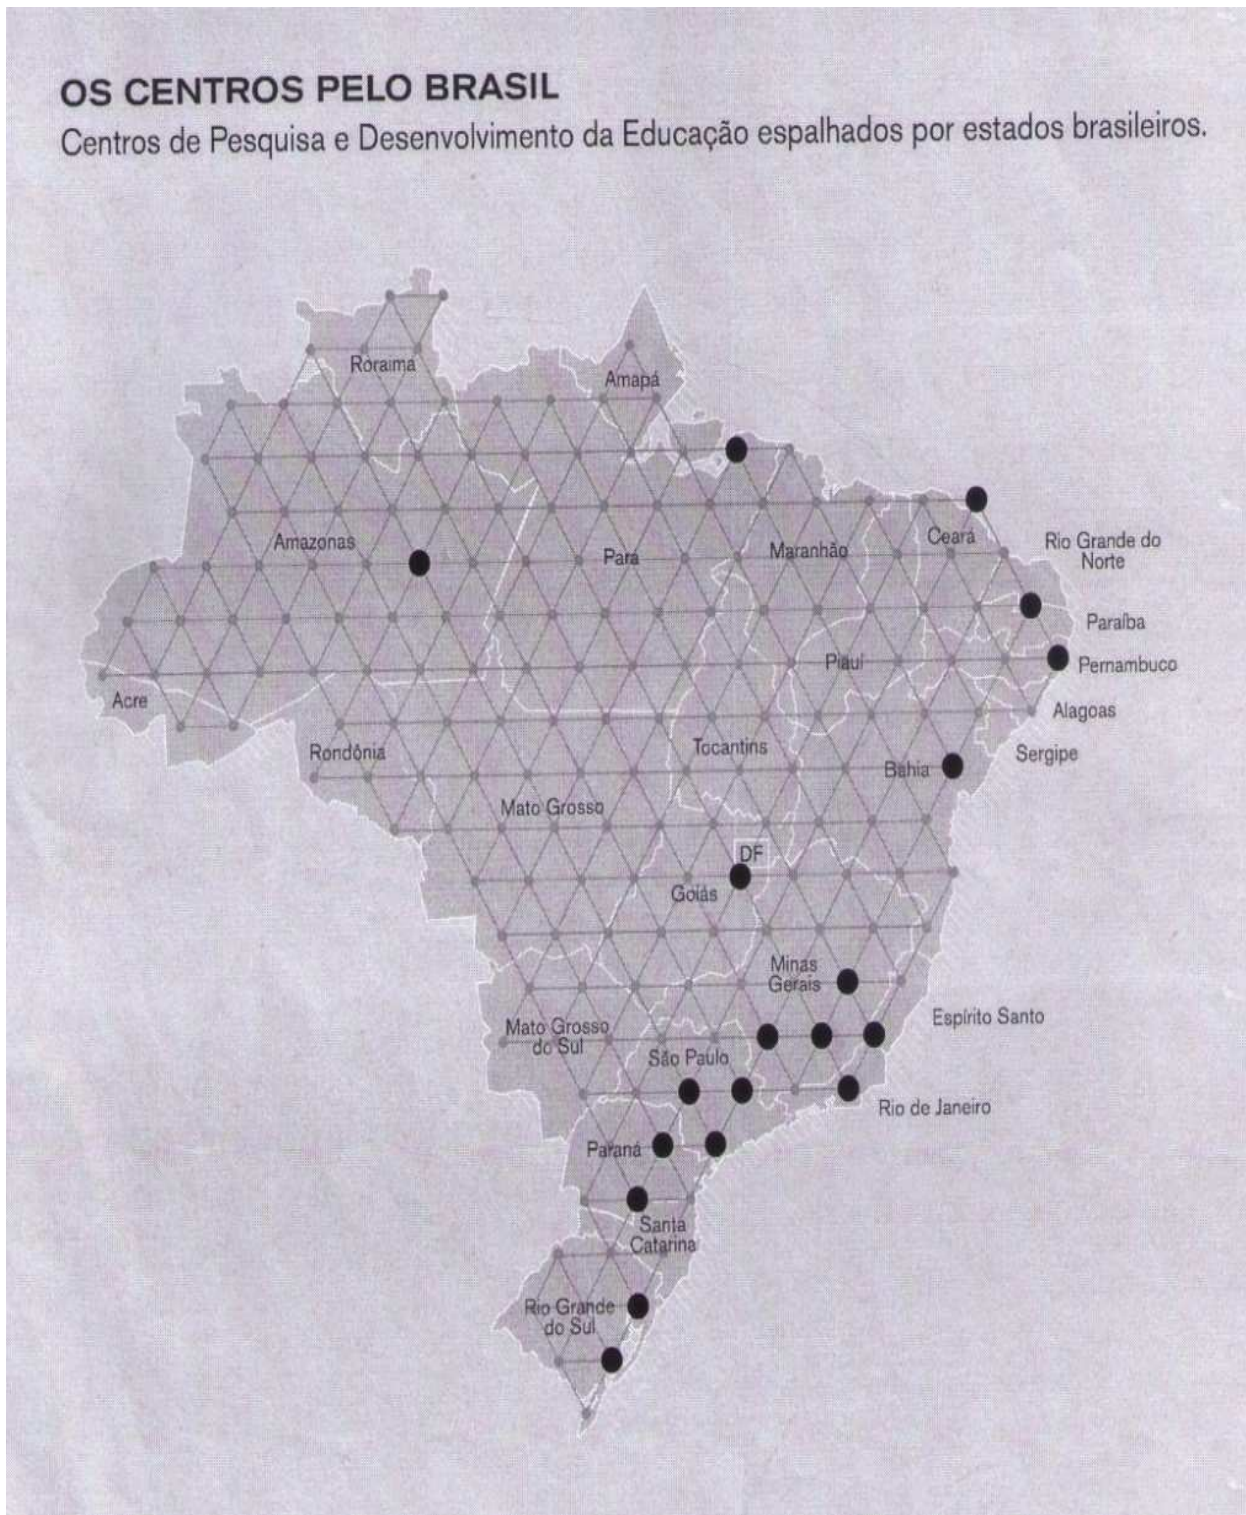 OS CENTROS PELO BRASIL
Centros de Pesquisa e Desenvolvimento da Educação espalhados por estados brasileiros.
Roraima
Amapá
Amazonas
Para
Maranhão
Ceará
Rio Grande do
Norte
Paraíba
Piauí
Pernambuco
Acre
Alagoas
Rondônia
Tocantins
Sergipe
Bahia
Mato Grosso
DF
Goiás
Minas
Gerais
Espírito Santo
Mato Grosso
do Sul
São Paulo
Rio de Janeiro
Paraná
Santa
Catarina
Rio Grande
do Sul